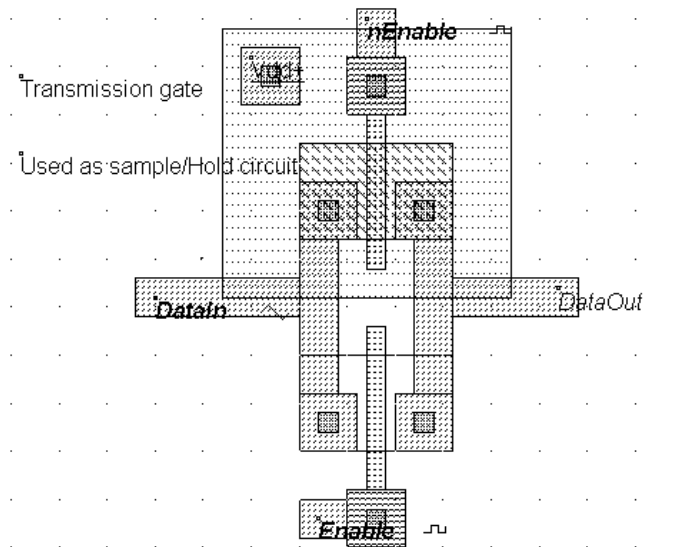 nEnable
Vdd+
Transmission gate
Used as sample/Hold circuit
DataIn
DataOut
Enable